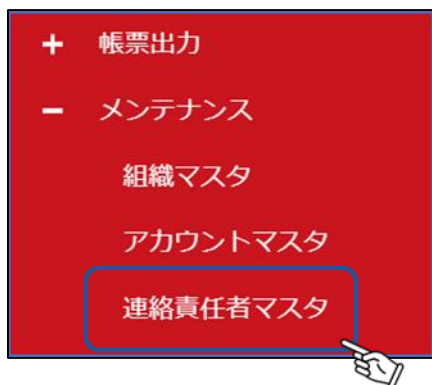 + 帳票出力
− メンテナンス
組織マスタ
アカウントマスタ
連絡責任者マスタ